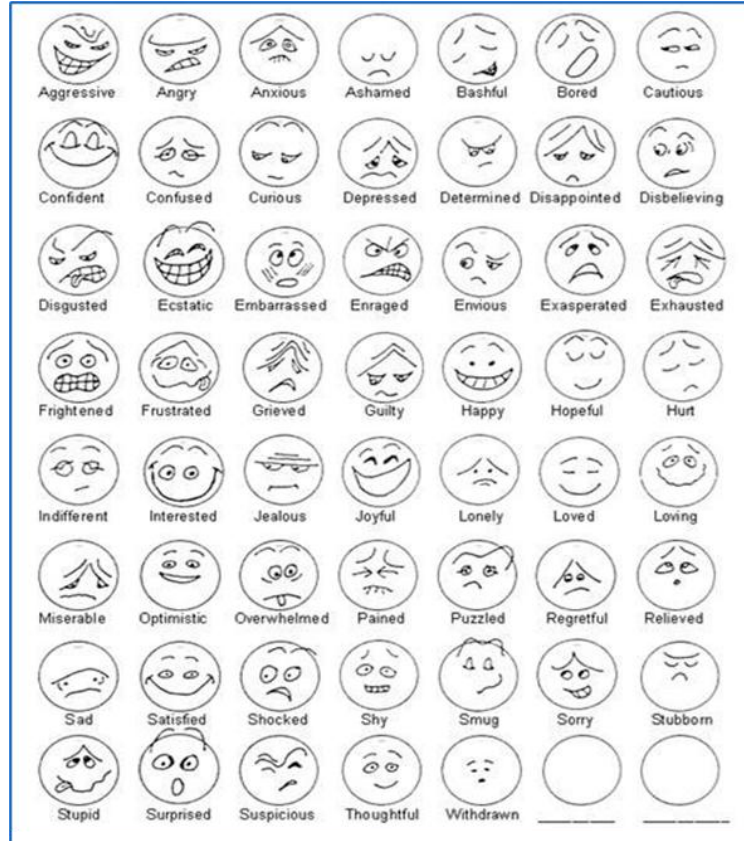 Aggressive Angry Anxious Ashamed Bashful Bored Cautious
Confident Confused Curious Depressed Determined Disappointed Disbelieving
Disgusted Ecstatic Embarrassed Enraged Envious Exasperated Exhausted
Frightened Frustrated Grieved Guilty Happy Hopeful Hurt
Indifferent Interested Jealous Joyful Lonely Loved Loving
Miserable Optimistic Overwhelmed Pained Puzzled Regretful Relieved
Sad Satisfied Shocked Shy Smug Sorry Stubborn
Stupid Surprised Suspicious Thoughtful Withdrawn _________ __________